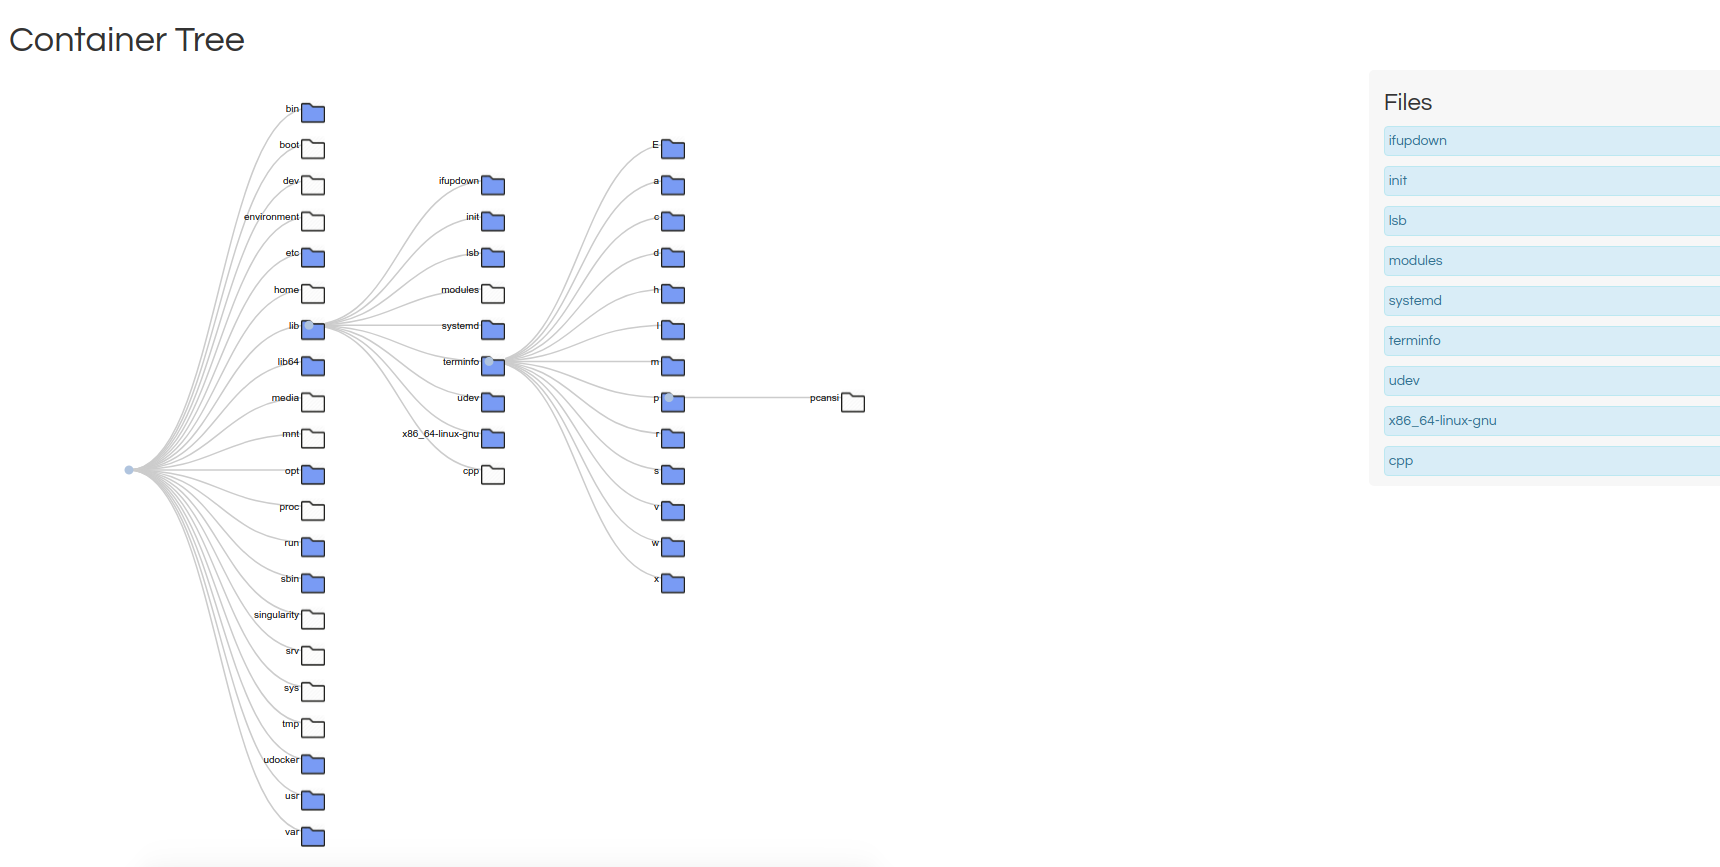 Container Tree
bin
boot
dev
environment
etc
home
lib
lib64
media
mnt
opt
proc
run
sbin
singularity
srv
sys
tmp
udocker
usr
var
ifupdown
init
lsb
modules
systemd
terminfo
udev
x86_64-linux-gnu
cpp
E
a
c
d
h
l
m
p
r
s
v
w
x
pcansi
Files
ifupdown
init
lsb
modules
systemd
terminfo
udev
x86_64-linux-gnu
cpp